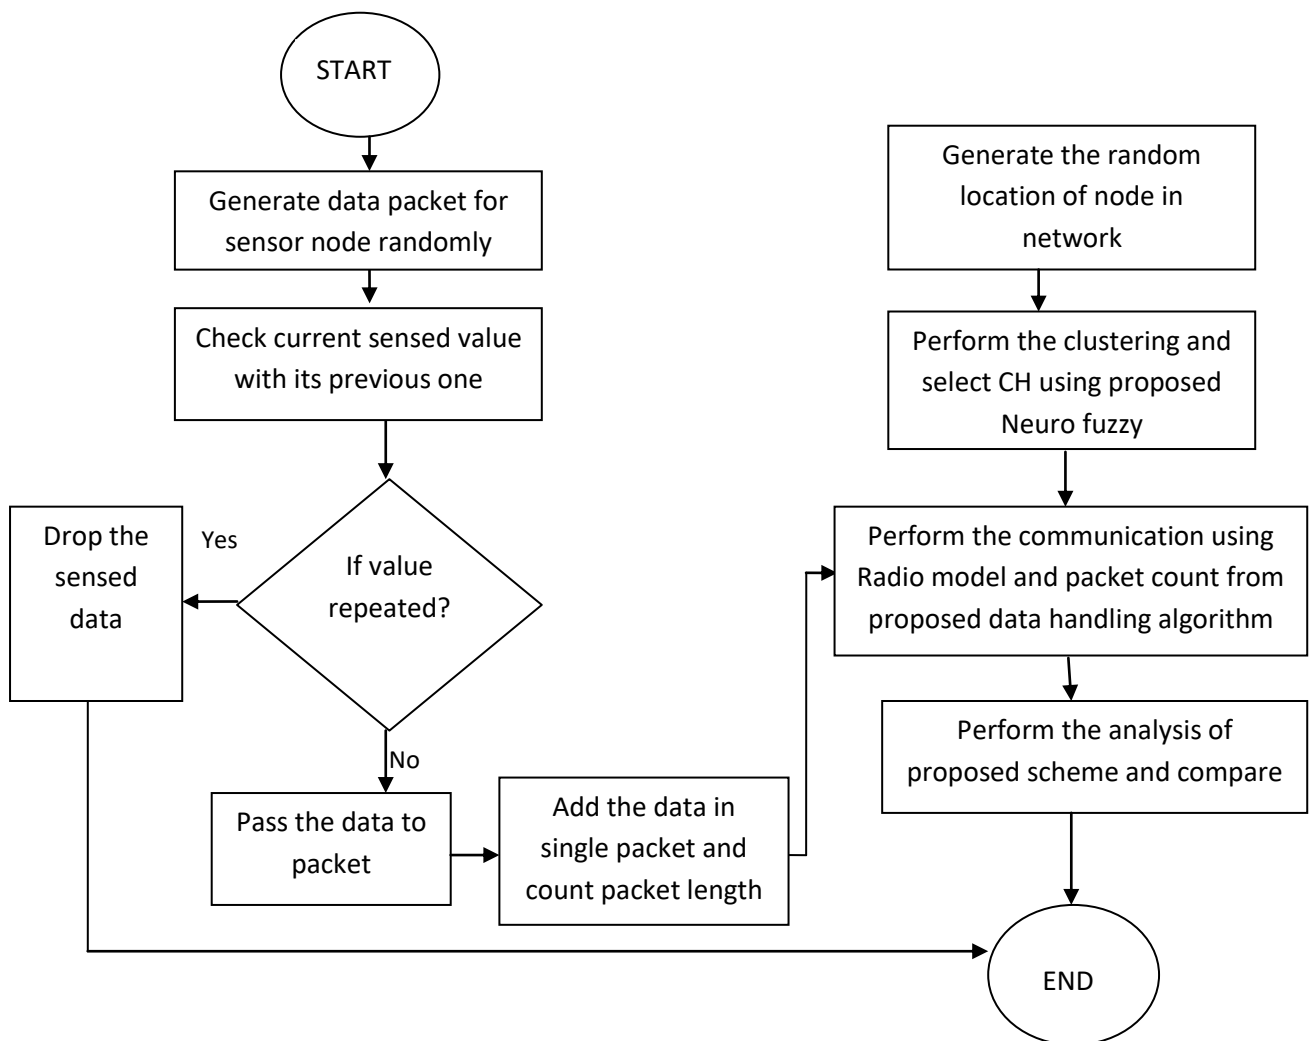 START
Generate data packet for
sensor node randomly
Check current sensed value
with its previous one
If value
repeated?
Yes
Drop the
sensed
data
No
Pass the data to
packet
Add the data in
single packet and
count packet length
Generate the random
location of node in
network
Perform the clustering and
select CH using proposed
Neuro fuzzy
Perform the communication using
Radio model and packet count from
proposed data handling algorithm
Perform the analysis of
proposed scheme and compare
END